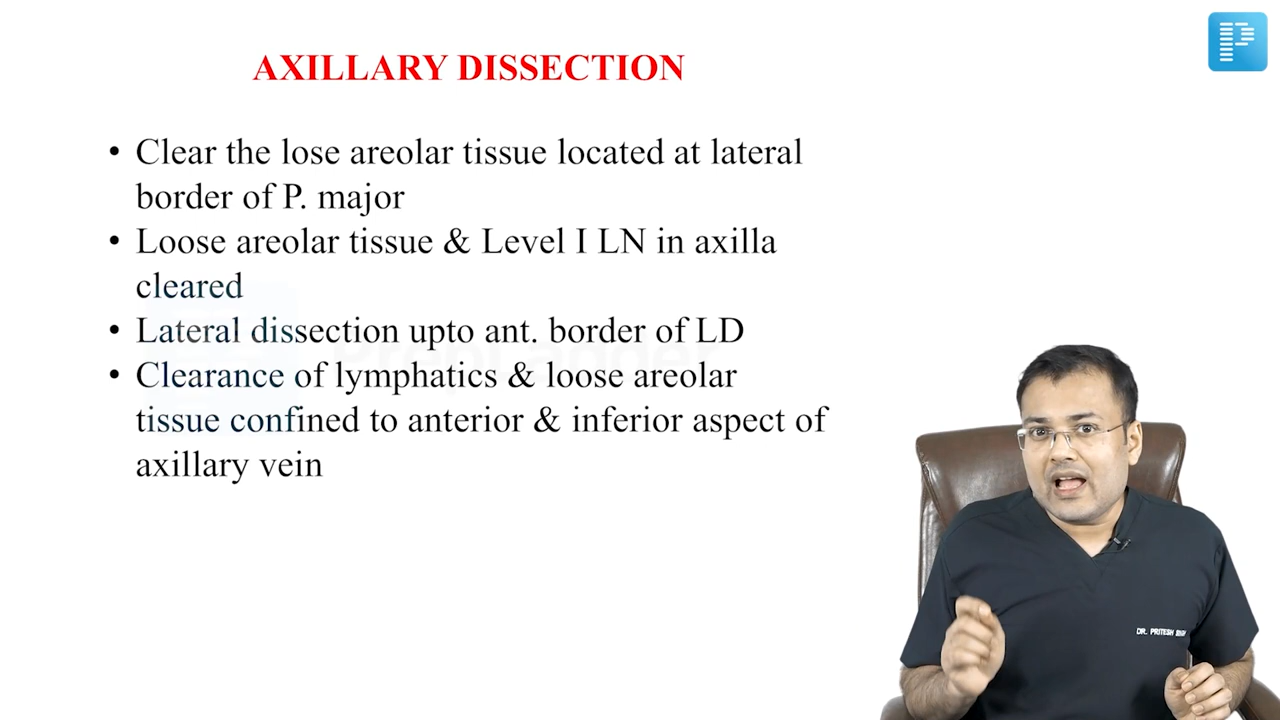 AXILLARY DISSECTION
• Clear the lose areolar tissue located at lateral
border of P. major
• Loose areolar tissue & Level I LN in axilla
cleared
• Lateral dissection upto ant. border of LD
• Clearance of lymphatics & loose areolar
tissue confined to anterior & inferior aspect of
axillary vein
DR. PRITESH